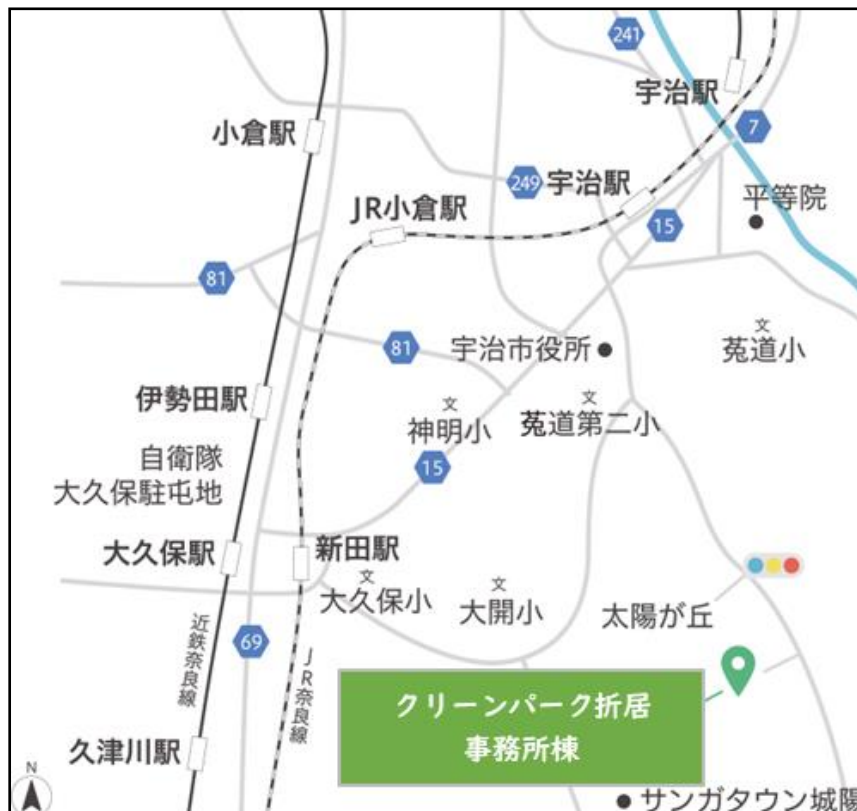 241
宇治駅
7
小倉駅
249
宇治駅
JR小倉駅
平等院
15
81
81
宇治市役所
文
菟道小
伊勢田駅
文
神明小
文
菟道第二小
自衛隊
大久保駐屯地
15
大久保駅
新田駅
文
大久保小
文
大開小
太陽が丘
近鉄奈良線
69
JR奈良線
クリーンパーク折居
事務所棟
久津川駅
N
サンガタウン城陽